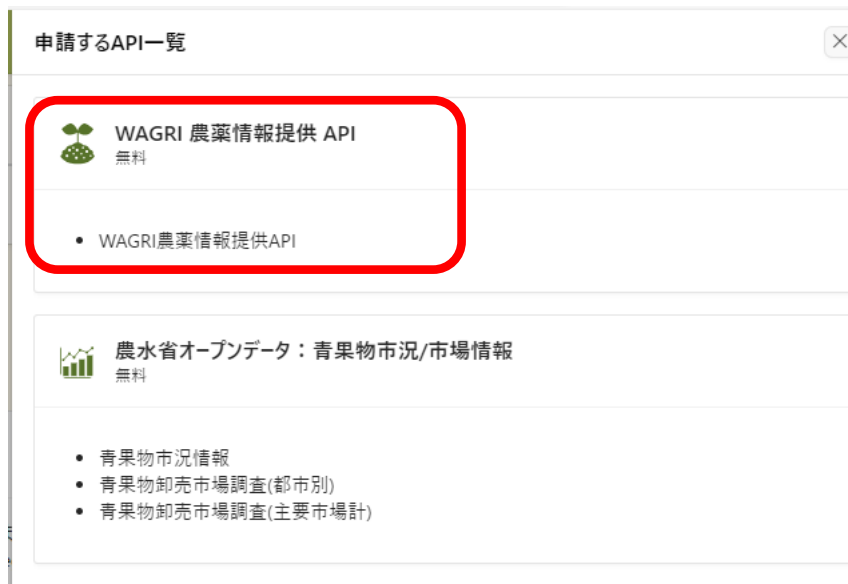 申請するAPI一覧
WAGRI 農薬情報提供 API
無料
WAGRI農薬情報提供API
農水省オープンデータ：青果物市況/市場情報
無料
青果物市況情報
青果物卸売市場調査(都市別)
青果物卸売市場調査(主要市場計)